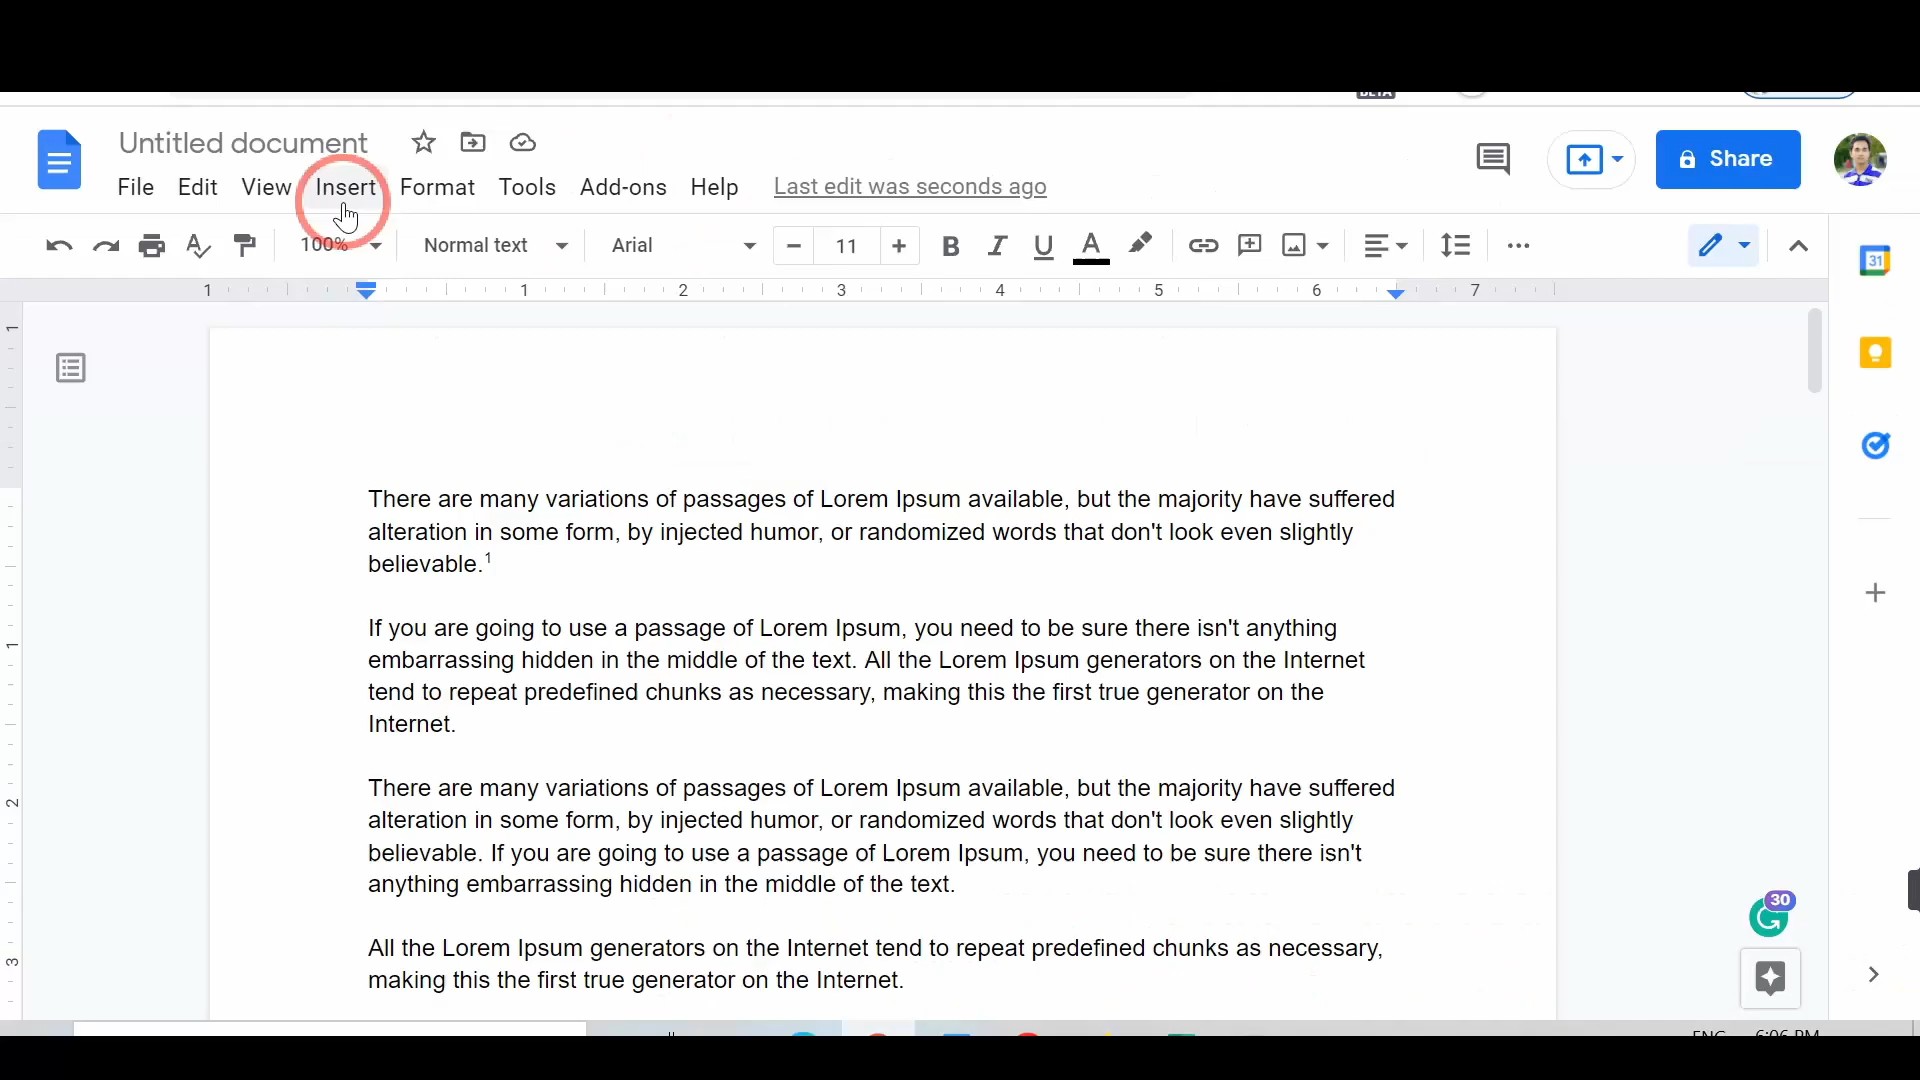 BETA
Untitled document
File Edit View Insert Format Tools Add-ons Help Last edit was seconds ago
Share
100% Normal text Arial 11 B I U A
31
1 1 2 3 4 5 6 7
1
There are many variations of passages of Lorem Ipsum available, but the majority have suffered
alteration in some form, by injected humor, or randomized words that don't look even slightly
believable.¹
If you are going to use a passage of Lorem Ipsum, you need to be sure there isn't anything
1
embarrassing hidden in the middle of the text. All the Lorem Ipsum generators on the Internet
tend to repeat predefined chunks as necessary, making this the first true generator on the
Internet.
There are many variations of passages of Lorem Ipsum available, but the majority have suffered
2
alteration in some form, by injected humor, or randomized words that don't look even slightly
believable. If you are going to use a passage of Lorem Ipsum, you need to be sure there isn't
anything embarrassing hidden in the middle of the text.
30
All the Lorem Ipsum generators on the Internet tend to repeat predefined chunks as necessary,
3
making this the first true generator on the Internet.
ENG 6:06 PM